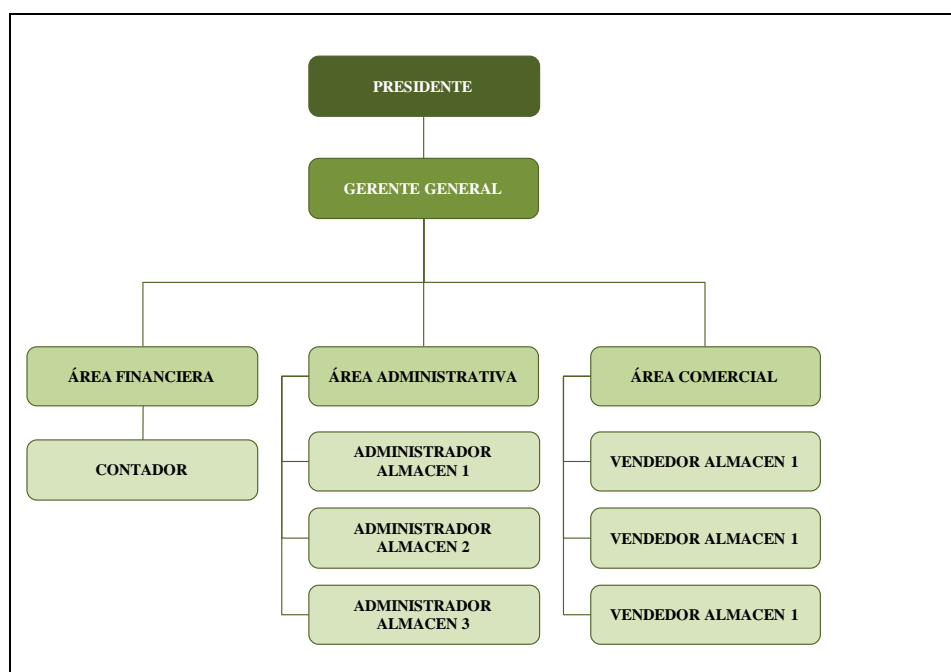 PRESIDENTE
GERENTE GENERAL
ÁREA FINANCIERA
CONTADOR
ÁREA ADMINISTRATIVA
ADMINISTRADOR
ALMACEN 1
ADMINISTRADOR
ALMACEN 2
ADMINISTRADOR
ALMACEN 3
ÁREA COMERCIAL
VENDEDOR ALMACEN 1
VENDEDOR ALMACEN 1
VENDEDOR ALMACEN 1